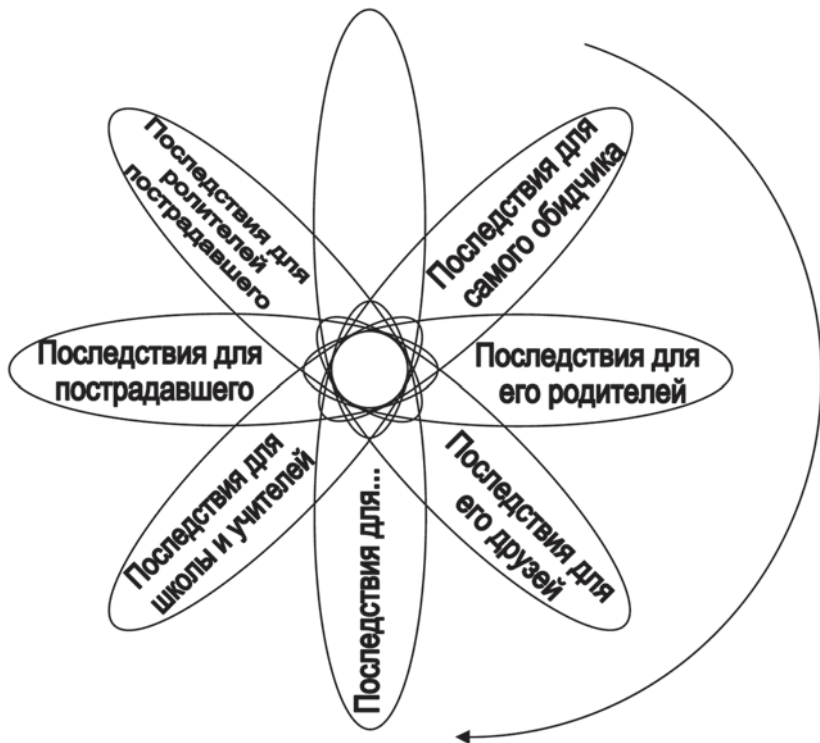 Последствия для
самого обидчика
Последствия для
его родителей
Последствия для
его друзей
Последствия для...
Последствия для
школы и учителей
Последствия для
пострадавшего
Последствия для
ролителей
пострадавшего